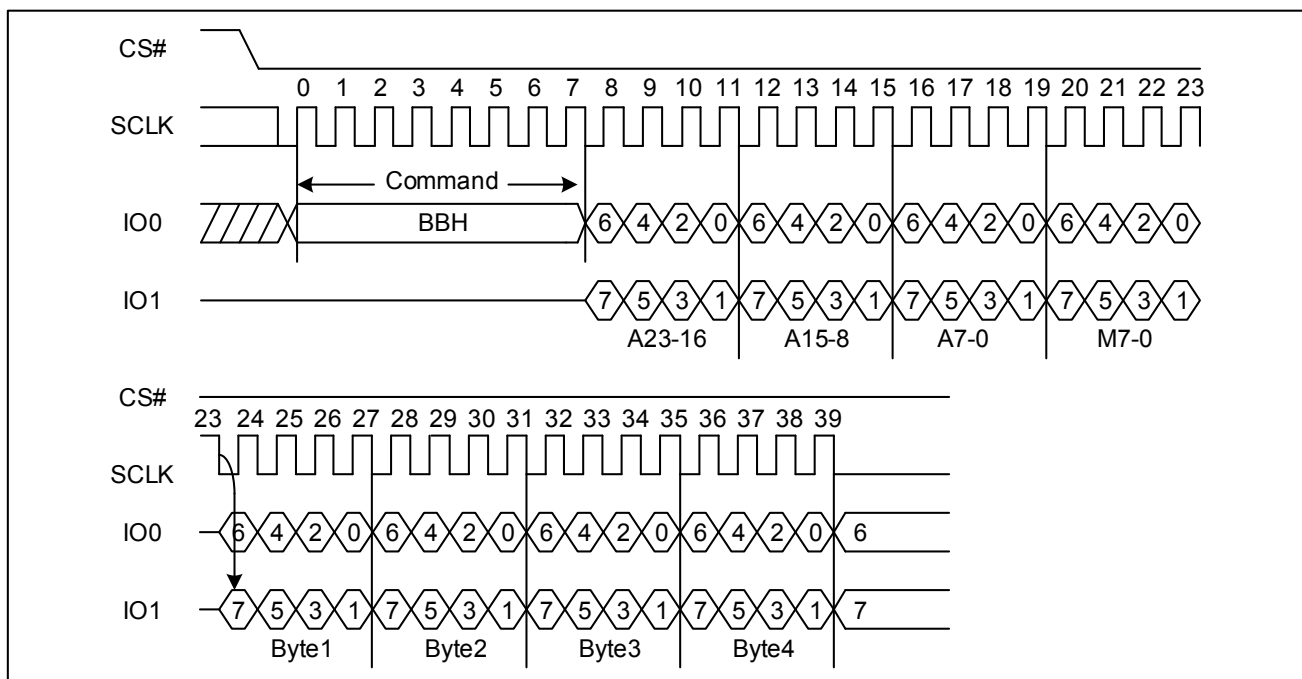 CS#
0 1 2 3 4 5 6 7 8 9 10 11 12 13 14 15 16 17 18 19 20 21 22 23
SCLK
Command
IO0 BBH 6 4 2 0 6 4 2 0 6 4 2 0 6 4 2 0
IO1 7 5 3 1 7 5 3 1 7 5 3 1 7 5 3 1
A23-16 A15-8 A7-0 M7-0
CS#
23 24 25 26 27 28 29 30 31 32 33 34 35 36 37 38 39
SCLK
IO0 6 4 2 0 6 4 2 0 6 4 2 0 6 4 2 0 6
IO1 7 5 3 1 7 5 3 1 7 5 3 1 7 5 3 1 7
Byte1 Byte2 Byte3 Byte4